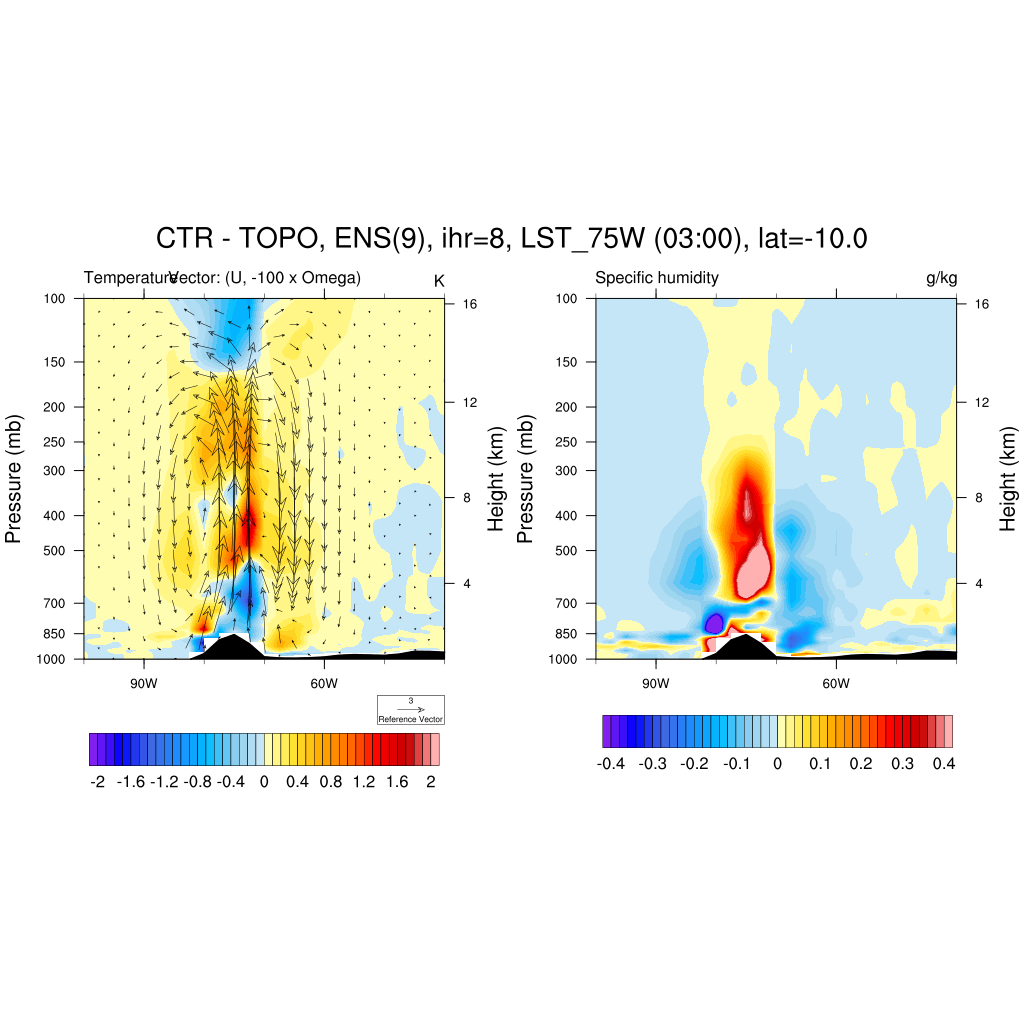 CTR - TOPO, ENS(9), ihr=8, LST_75W (03:00), lat=-10.0
Temperature Vector: (U, -100 x Omega) K
100
150
200
250
300
400
500
700
850
1000
Pressure (mb)
16
12
8
4
Height (km)
90W 60W
3
Reference Vector
-2 -1.6 -1.2 -0.8 -0.4 0 0.4 0.8 1.2 1.6 2
Specific humidity g/kg
100
150
200
250
300
400
500
700
850
1000
Pressure (mb)
16
12
8
4
Height (km)
90W 60W
-0.4 -0.3 -0.2 -0.1 0 0.1 0.2 0.3 0.4